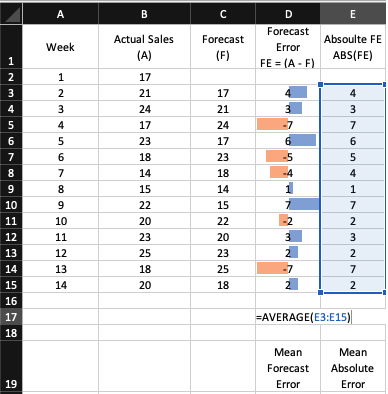 A B C D E
Forecast
Actual Sales Forecast Error Absoulte FE
Week (A) (F) FE = (A - F) ABS(FE)
1
2 1 17
3 2 21 17 4 4
4 3 24 21 3 3
5 4 17 24 -7 7
6 5 23 17 6 6
7 6 18 23 -5 5
8 7 14 18 -4 4
9 8 15 14 1 1
10 9 22 15 7 7
11 10 20 22 -2 2
12 11 23 20 3 3
13 12 25 23 2 2
14 13 18 25 -7 7
15 14 20 18 2 2
16
17 =AVERAGE(E3:E15)
18
Mean Mean
Forecast Absolute
19 Error Error